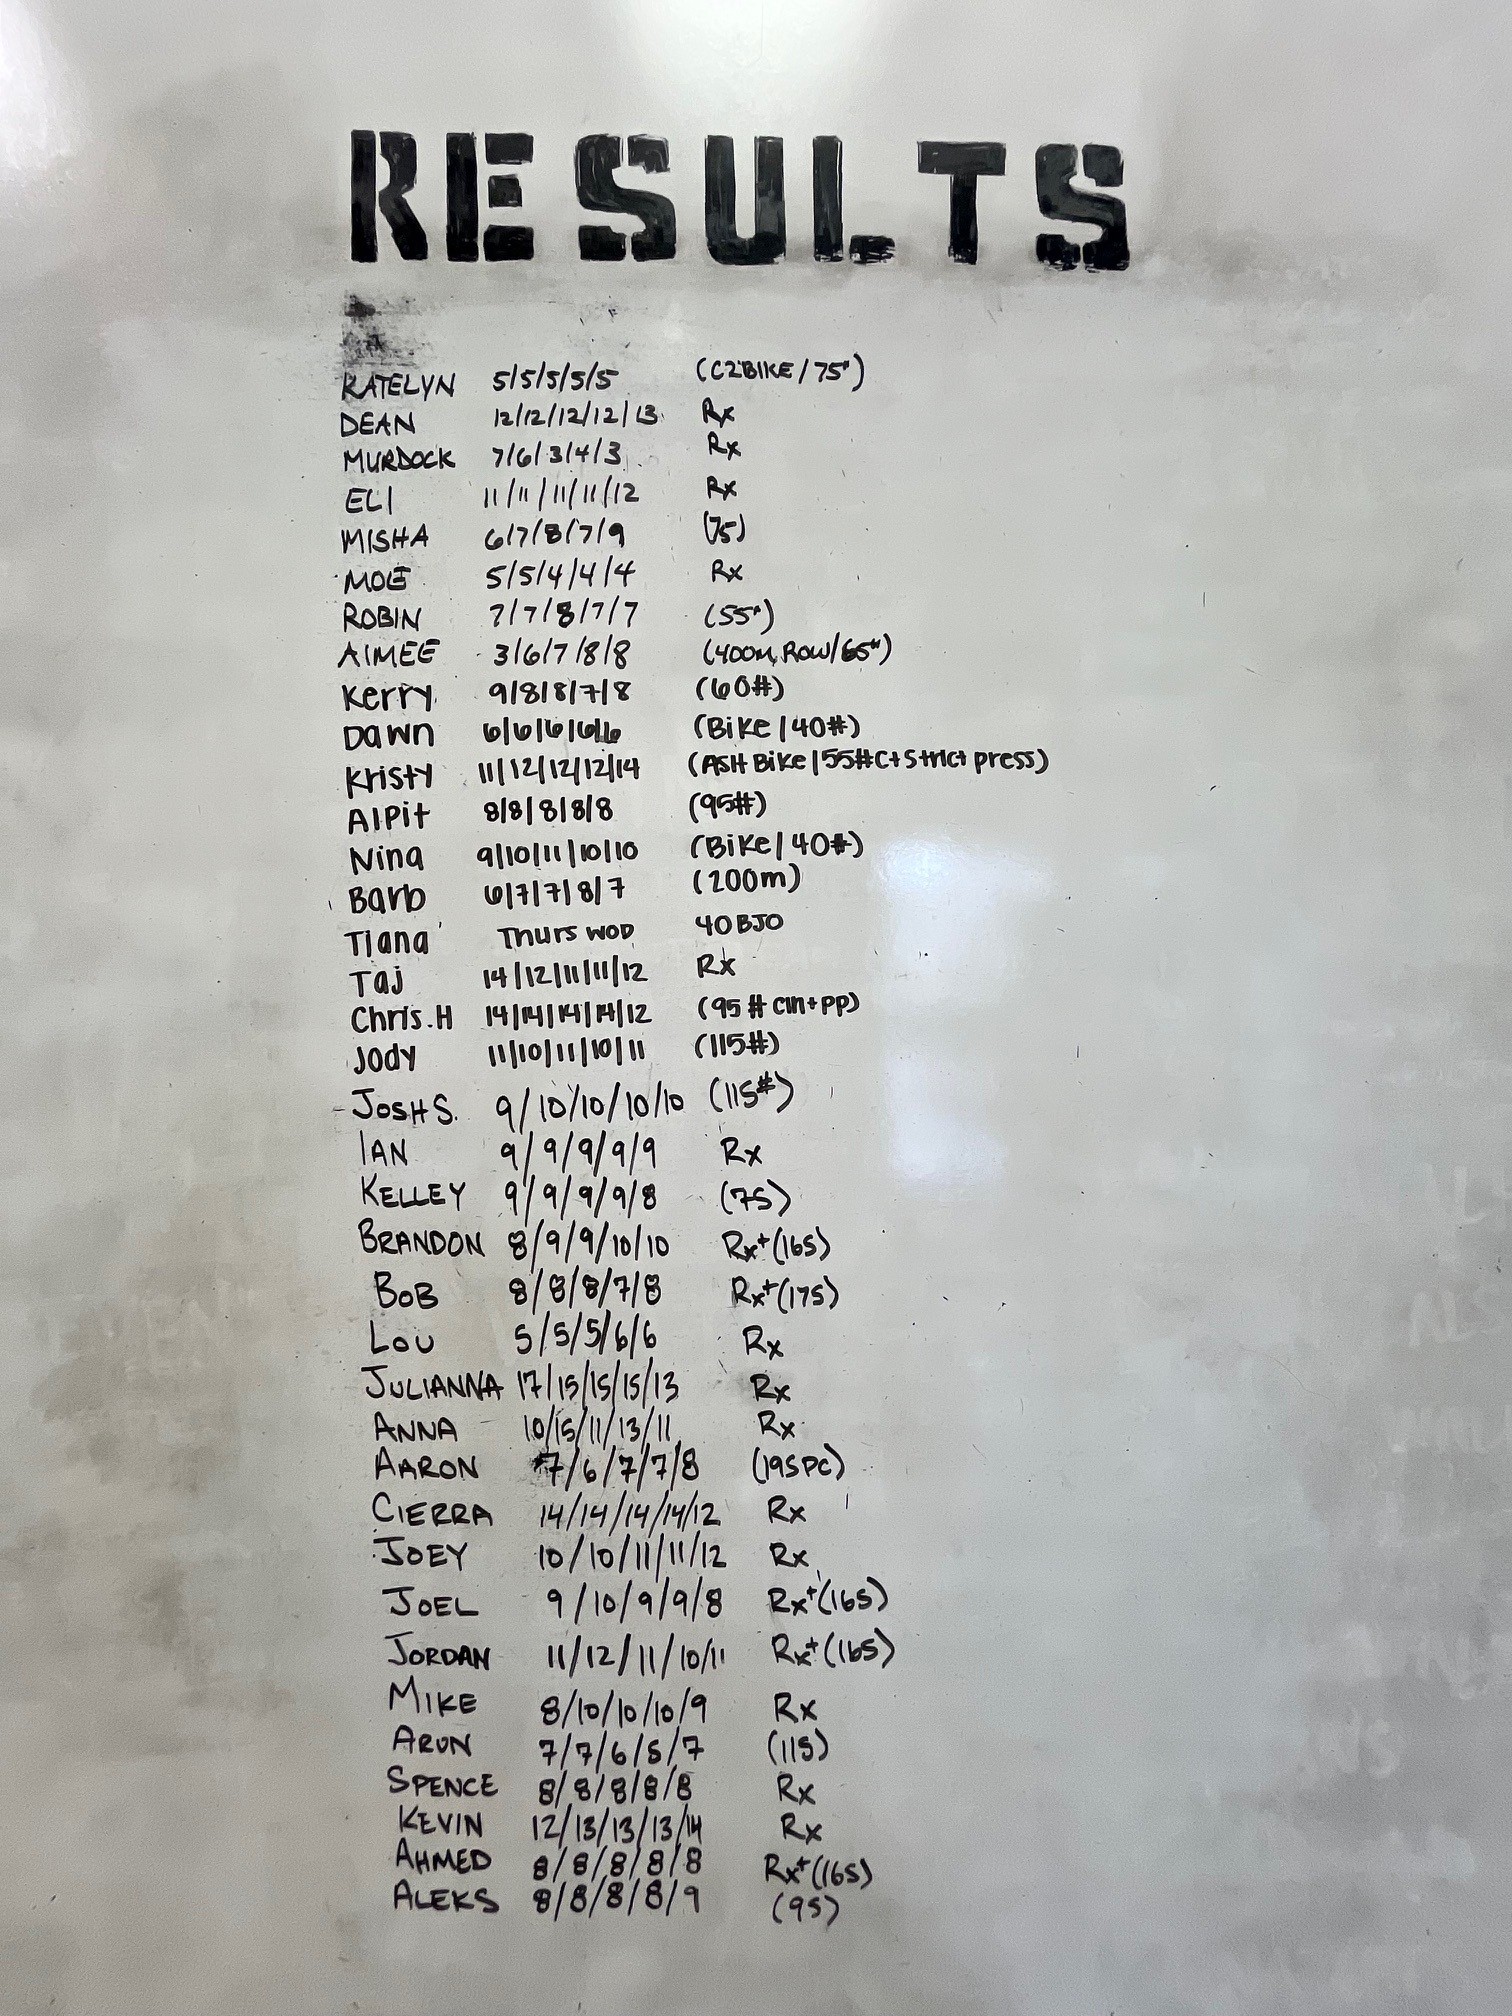 RESULTS
KATELYN 5/5/5/5/5 (C2BIKE/75#)
DEAN 12/12/12/12/13 Rx
MURDOCK 7/6/3/4/3 Rx
ELI 11/11/11/11/12 Rx
MISHA 6/7/8/7/9 (75)
MOE 5/5/4/4/4 Rx
ROBIN 7/7/8/7/7 (55#)
AIMEE 3/6/7/8/8 (400m ROW/65#)
Kerry 9/8/8/7/8 (60#)
Dawn 6/6/6/6/6 (Bike/40#)
Kristy 11/12/12/12/14 (ASH Bike/55#C+Strict press)
AlPit 8/8/8/8/8 (95#)
Nina 9/10/11/10/10 (Bike/40#)
Barb 6/7/7/8/7 (200m)
Tiana Thurs WOD 40BJO
Taj 14/12/11/11/12 Rx
Chris.H 14/14/14/14/12 (95# Cln+PP)
Jody 11/10/11/10/11 (115#)
JOSH S. 9/10/10/10/10 (115#)
IAN 9/9/9/9/9 Rx
KELLEY 9/9/9/9/8 (75)
BRANDON 8/9/9/10/10 Rx+(165)
BOB 8/8/8/7/8 Rx+(175)
LOU 5/5/5/6/6 Rx
JULIANNA 17/15/15/15/13 Rx
ANNA 10/15/11/13/11 Rx
AARON 7/6/7/7/8 (195PC)
CIERRA 14/14/14/14/12 Rx
JOEY 10/10/11/11/12 Rx
JOEL 9/10/9/9/8 Rx+(165)
JORDAN 11/12/11/10/11 Rx+(165)
MIKE 8/10/10/10/9 Rx
ARUN 7/7/6/5/7 (115)
SPENCE 8/8/8/8/8 Rx
KEVIN 12/13/13/13/14 Rx
AHMED 8/8/8/8/8 Rx+(165)
ALEKS 8/8/8/8/9 (95)